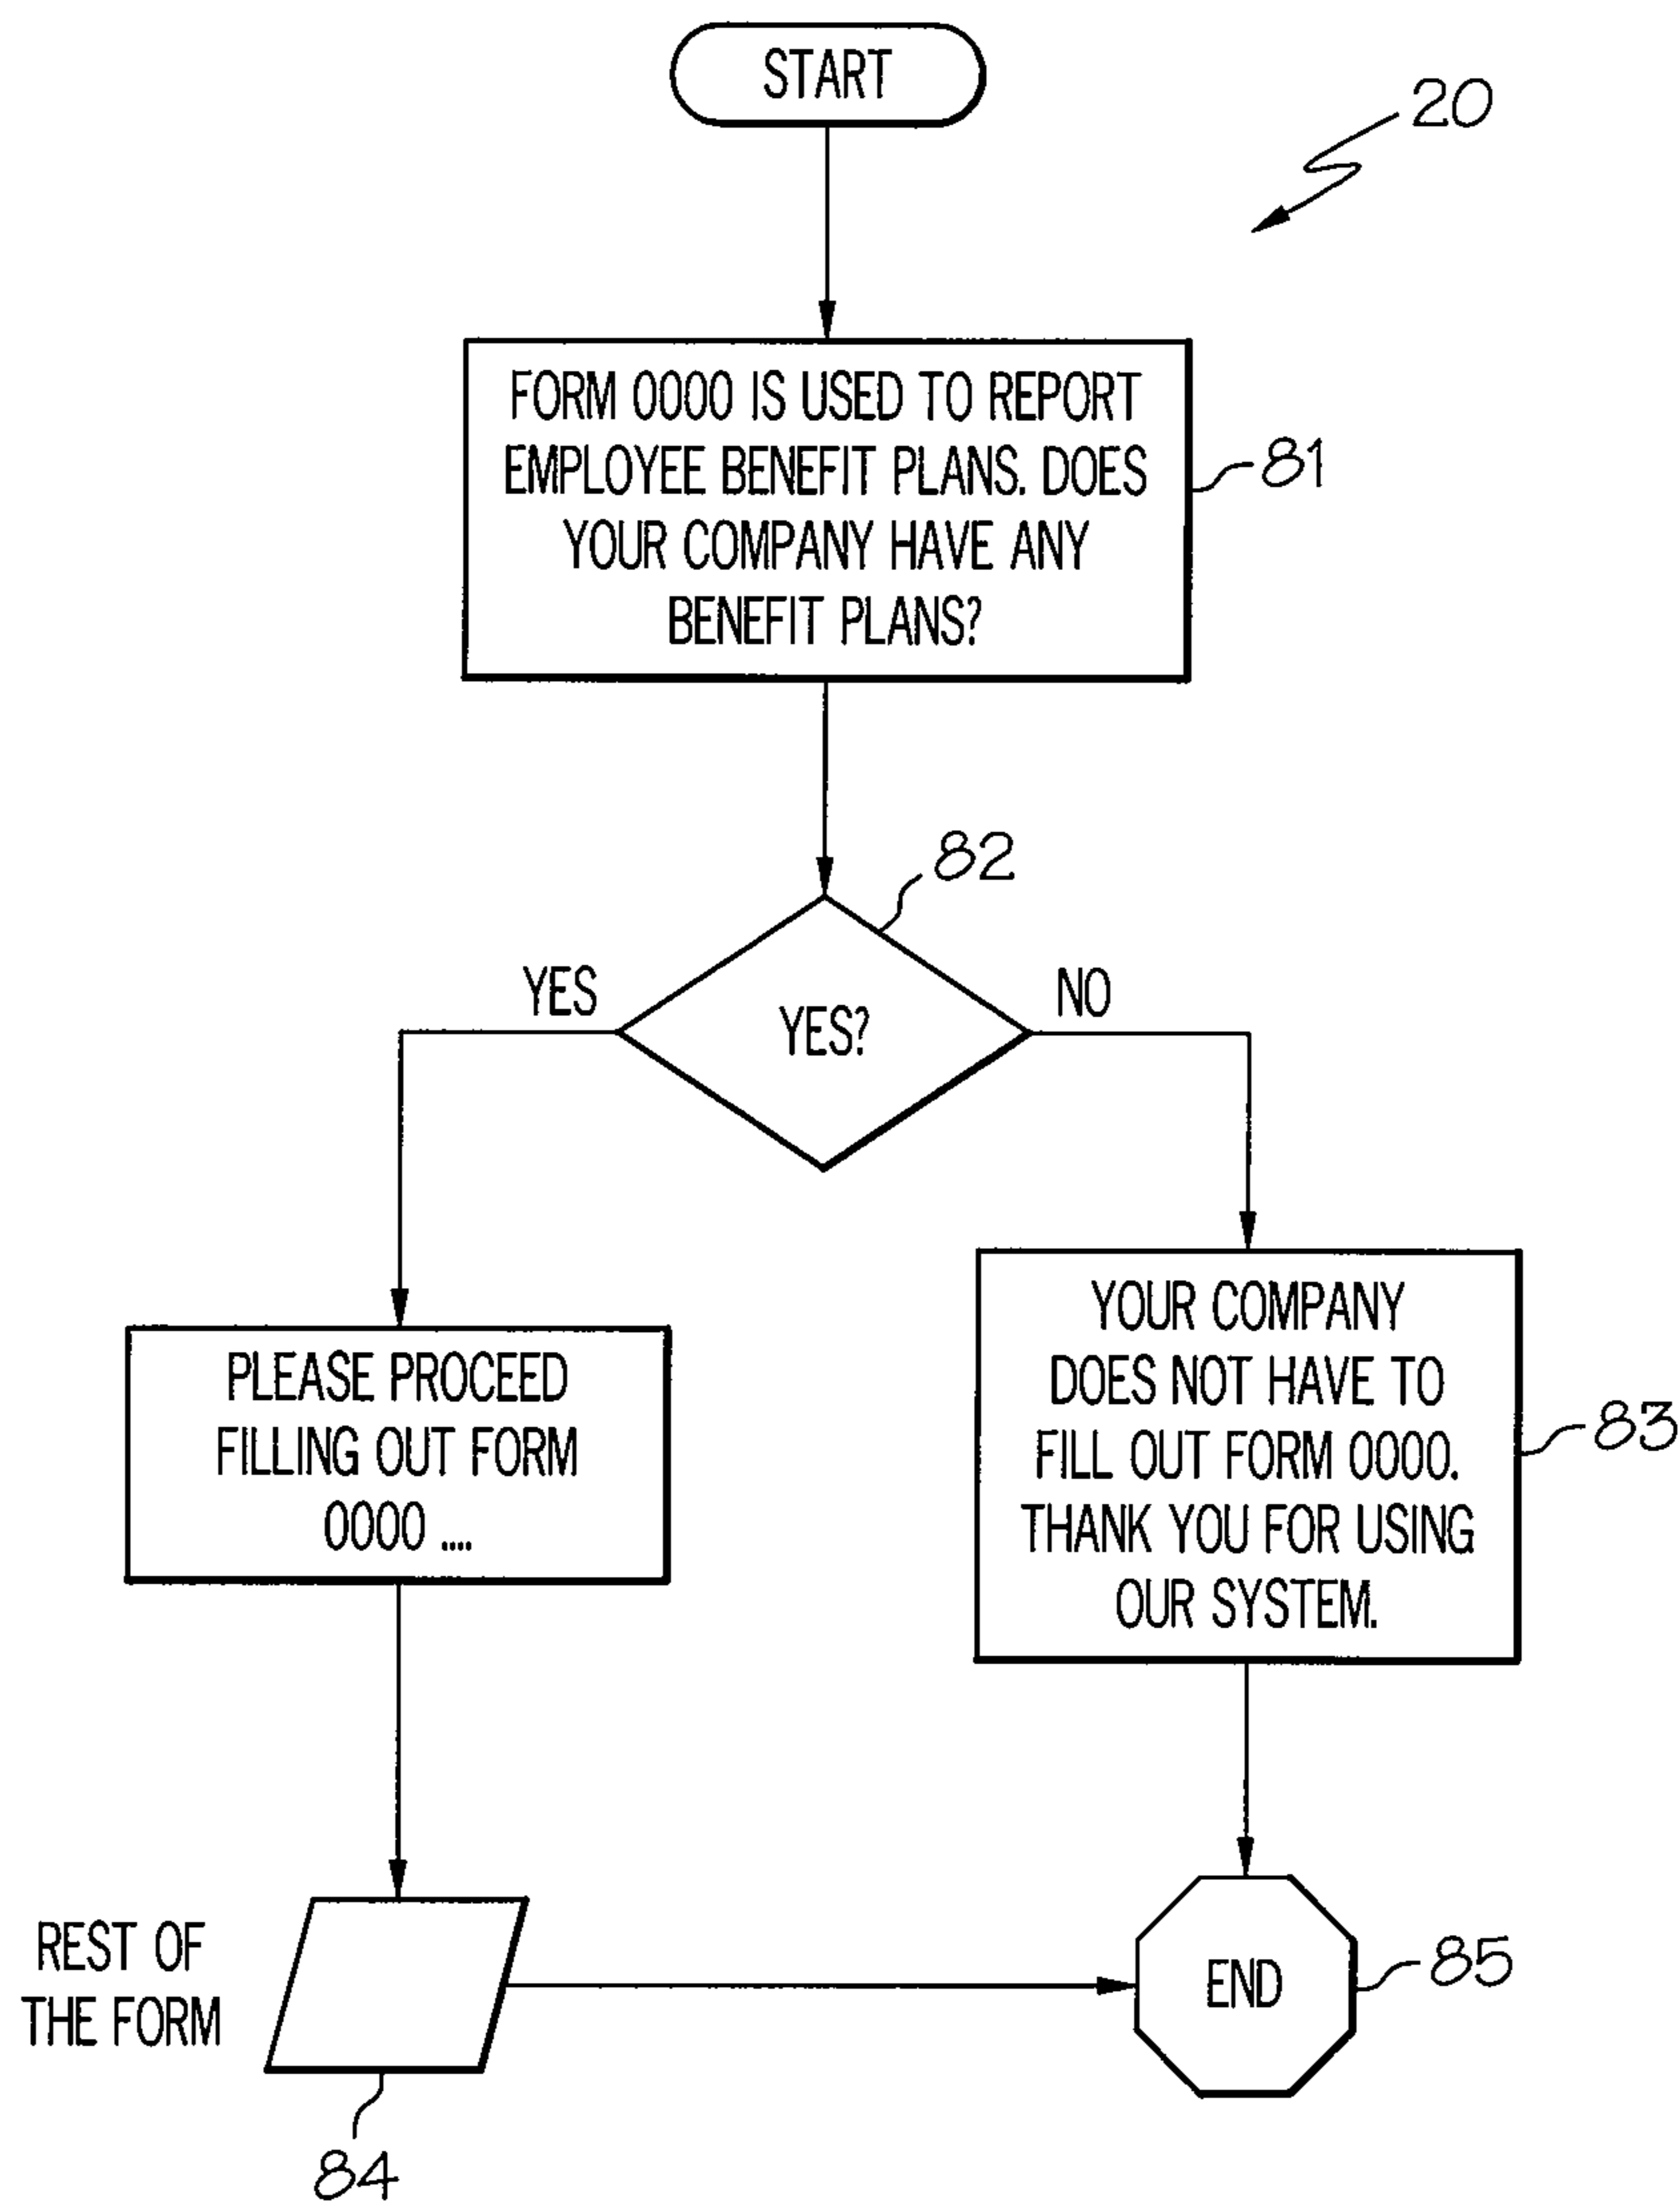 START
20
FORM 0000 IS USED TO REPORT
EMPLOYEE BENEFIT PLANS. DOES
YOUR COMPANY HAVE ANY
BENEFIT PLANS?
81
82
YES
YES?
NO
PLEASE PROCEED
FILLING OUT FORM
0000 ....
YOUR COMPANY
DOES NOT HAVE TO
FILL OUT FORM 0000.
THANK YOU FOR USING
OUR SYSTEM.
83
REST OF
THE FORM
84
END
85